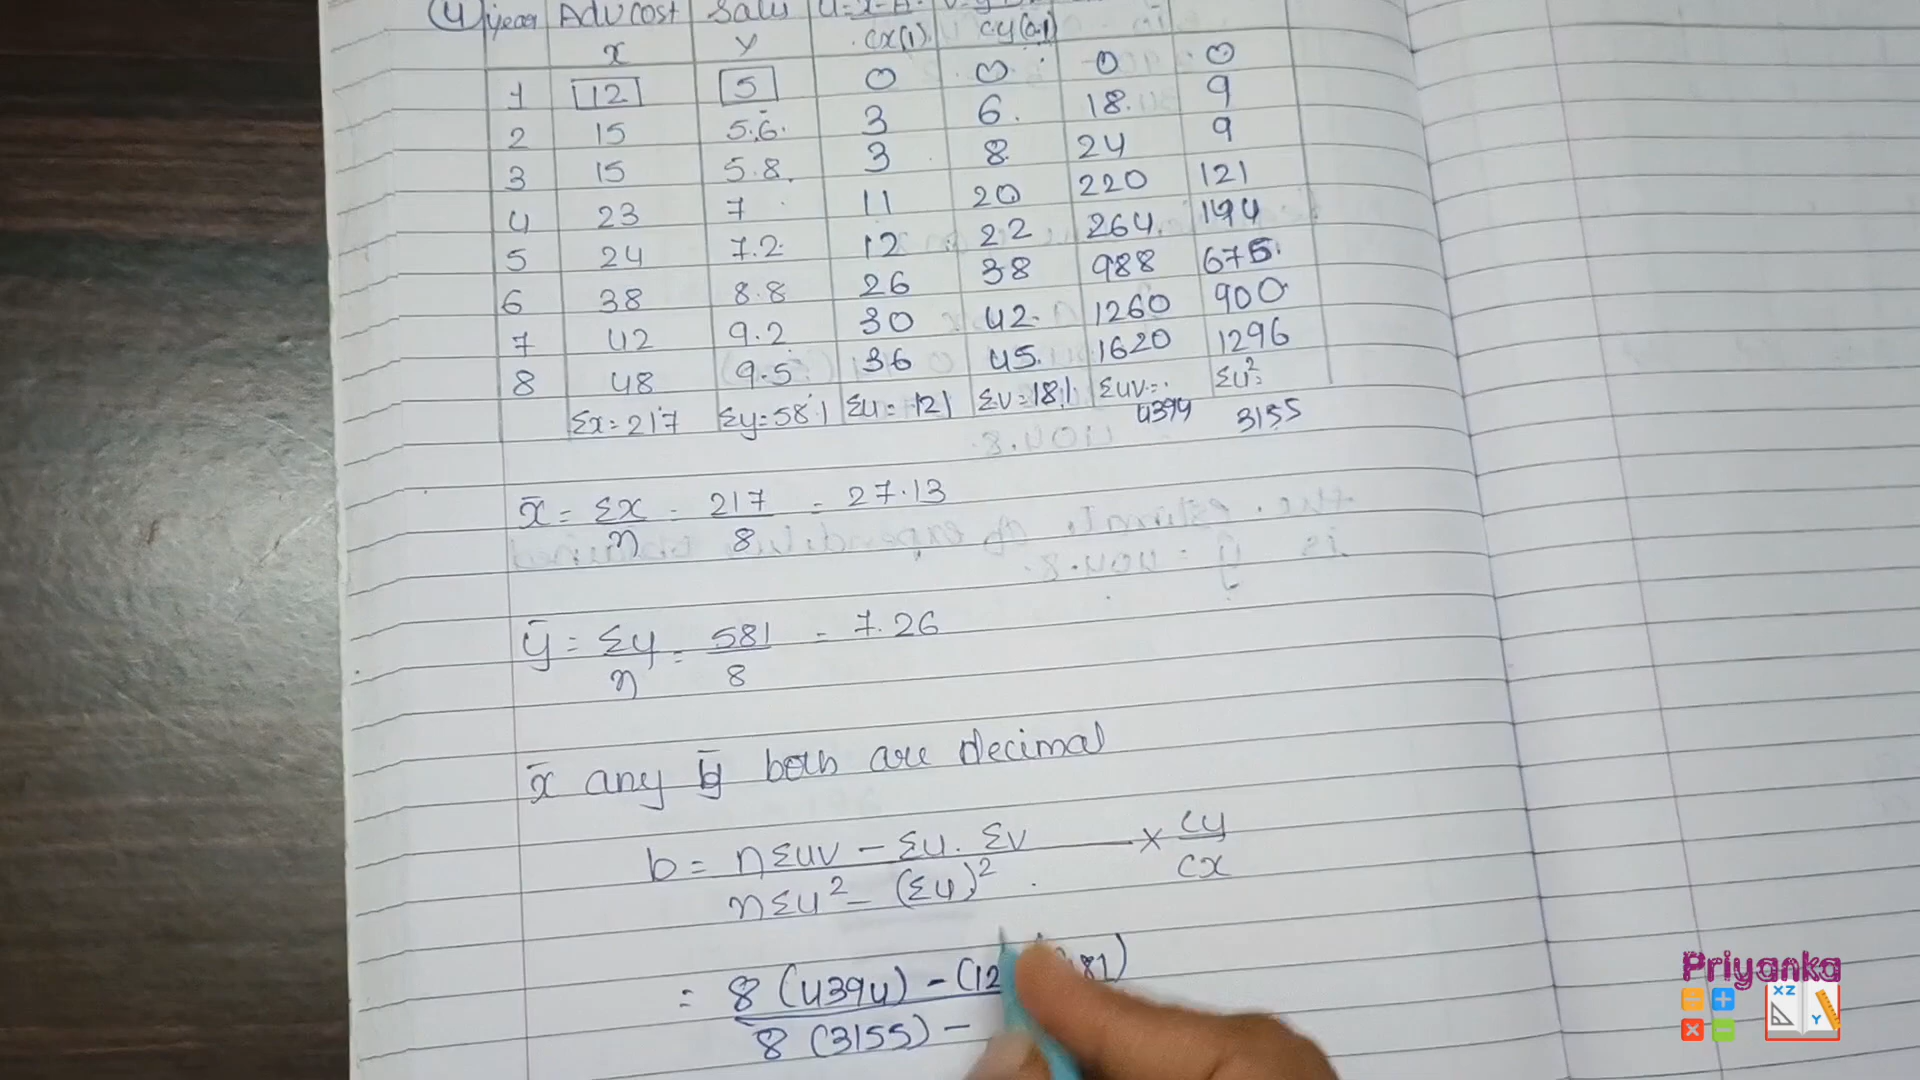 (4) year Adv cost Sales u=x-A
x y cx(1) cy(0.1)
1 12 5 0 0 0 0
2 15 5.6 3 6 18 9
3 15 5.8 3 8 24 9
4 23 7 11 20 220 121
5 24 7.2 12 22 264 144
6 38 8.8 26 38 988 675
7 42 9.2 30 42 1260 900
8 48 9.5 36 45 1620 1296
Σx=217 Σy=58.1 Σu=121 Σv=181 Σuv=4394 Σu²=3155
x̄ = Σx/n = 217/8 = 27.13
ȳ = Σy/n = 581/8 = 7.26
x̄ any ȳ both are decimal
b = nΣuv - Σu. Σv / nΣu² - (Σu)² × cy/cx
= 8(4394) - (12 81) / 8(3155) -
Priyanka
XZ
Y